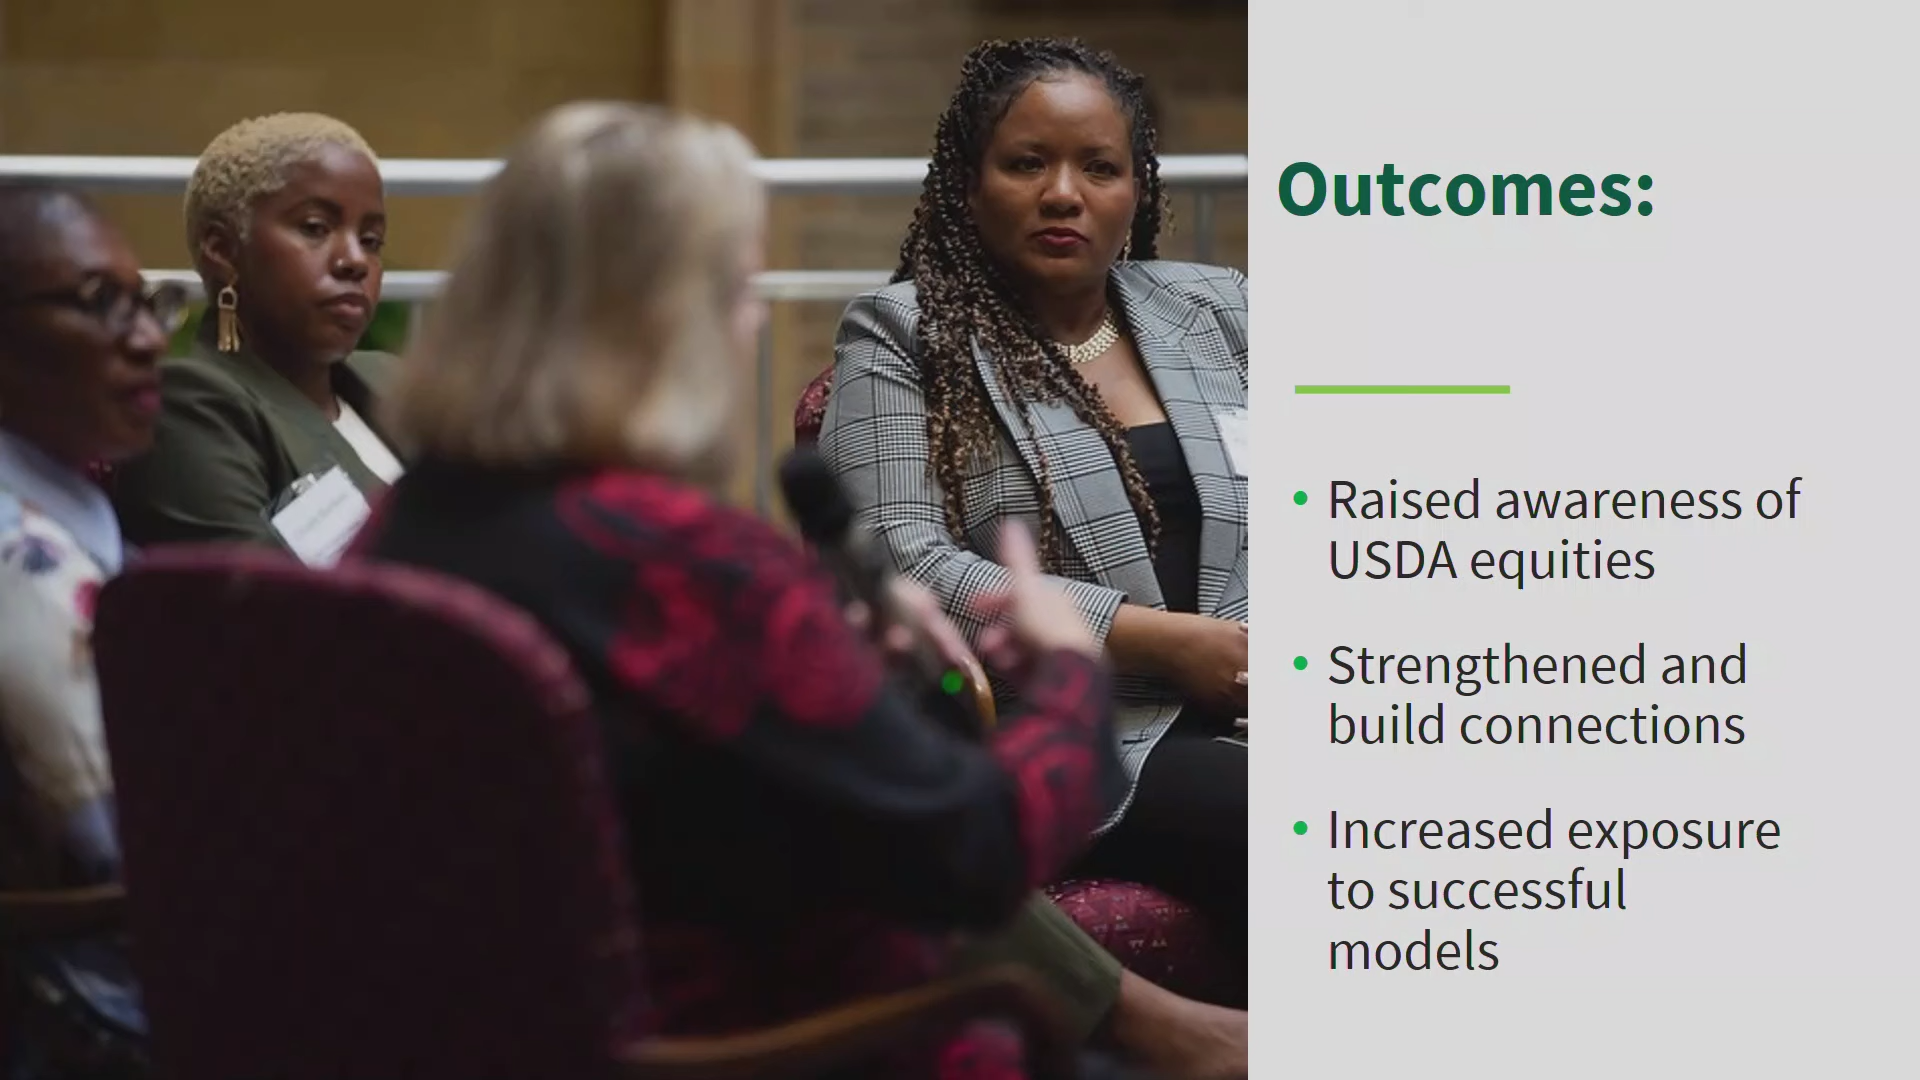 Outcomes:
• Raised awareness of
USDA equities
• Strengthened and
build connections
• Increased exposure
to successful
models